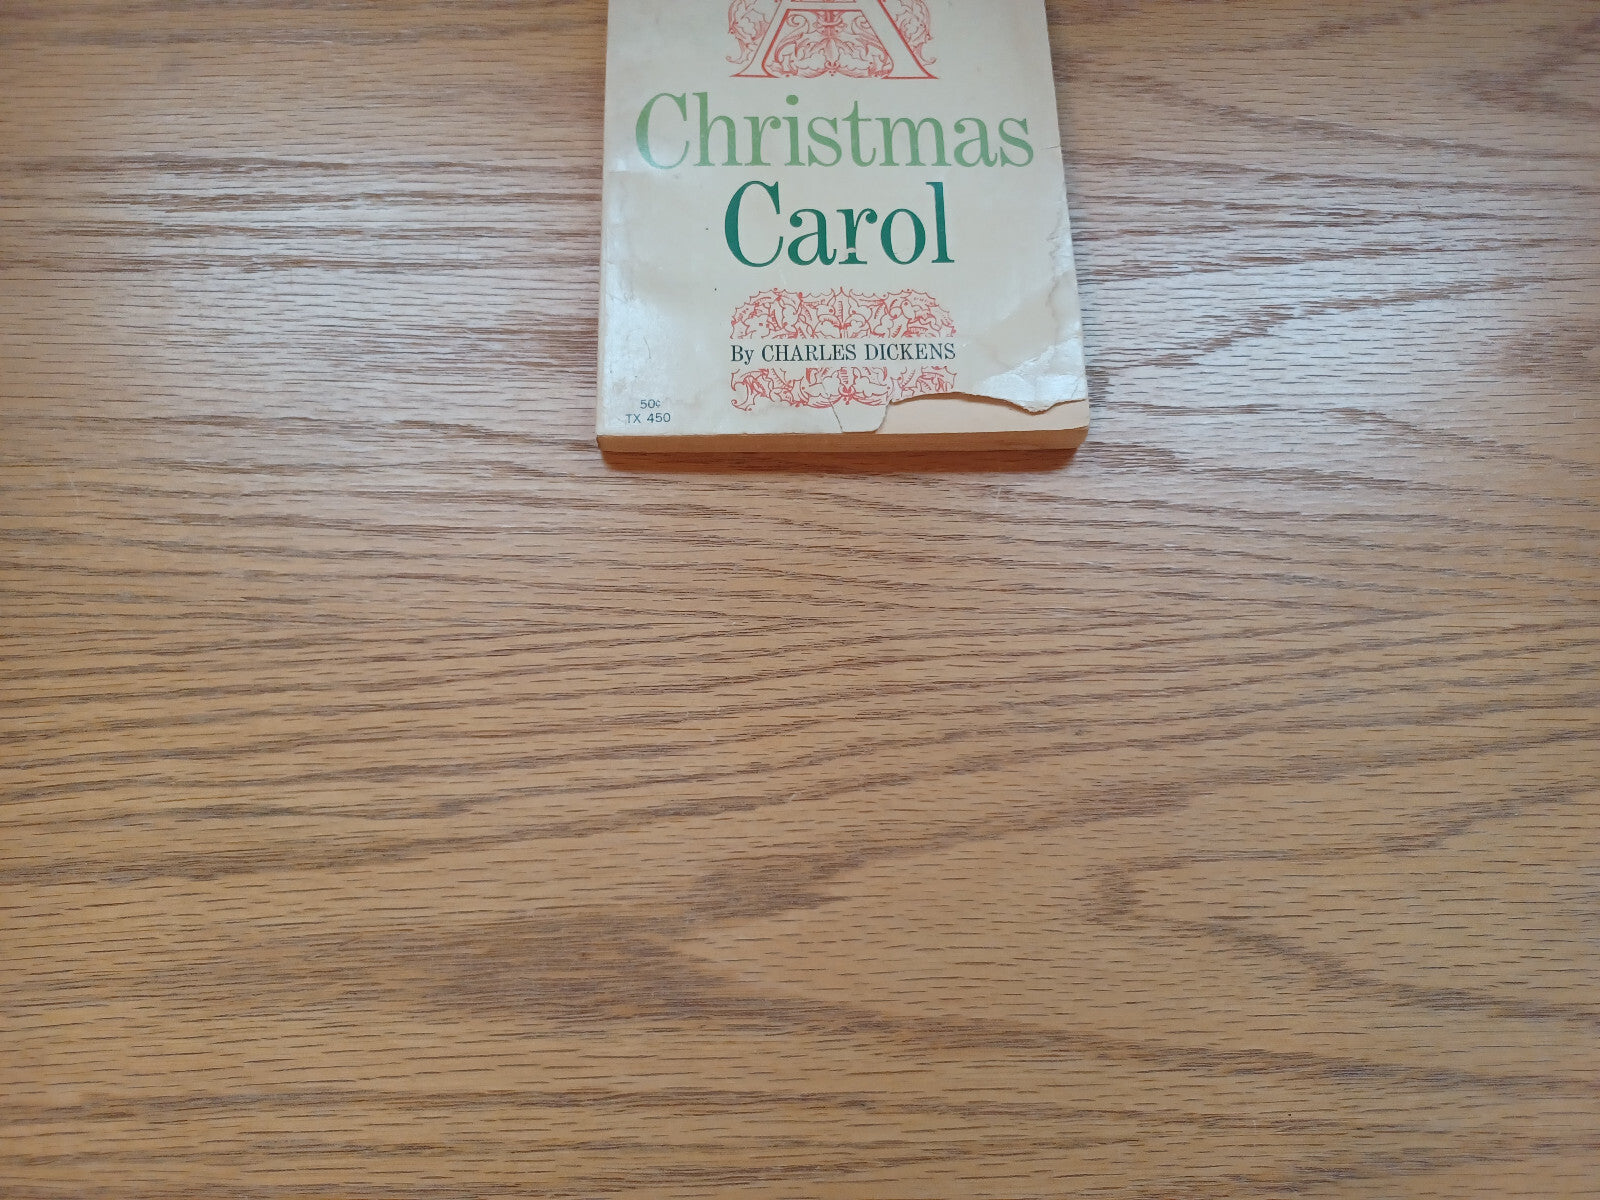 A
Christmas
Carol
By CHARLES DICKENS
50¢
TX 450